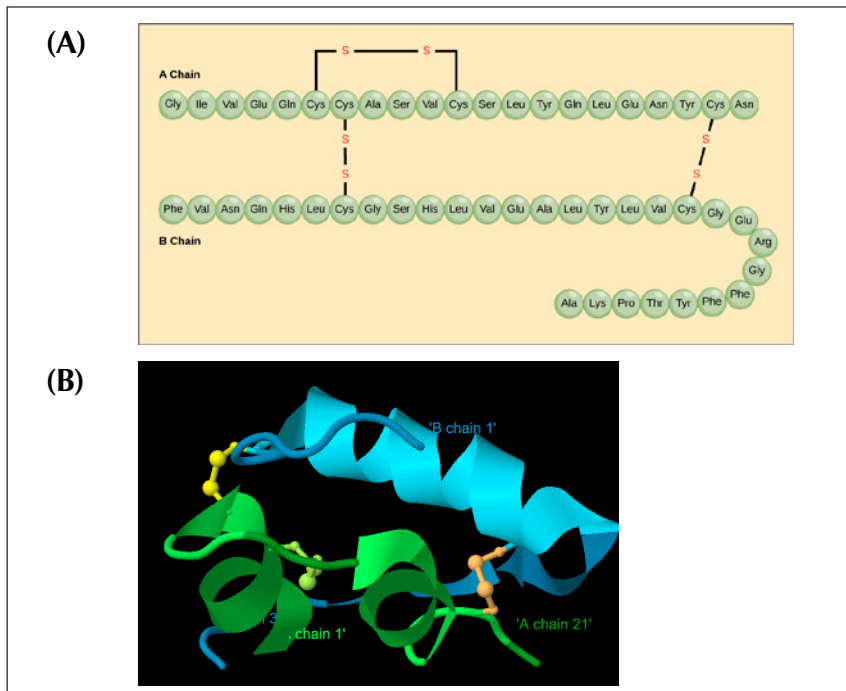 (A)
S S
A Chain
Gly Ile Val Glu Gln Cys Cys Ala Ser Val Cys Ser Leu Tyr Gln Leu Glu Asn Tyr Cys Asn
S S
S S
Phe Val Asn Gln His Leu Cys Gly Ser His Leu Val Glu Ala Leu Tyr Leu Val Cys Gly Glu
B Chain
Arg
Gly
Ala Lys Pro Thr Tyr Phe Phe
(B)
'B chain 1'
chain 1'
'A chain 21'